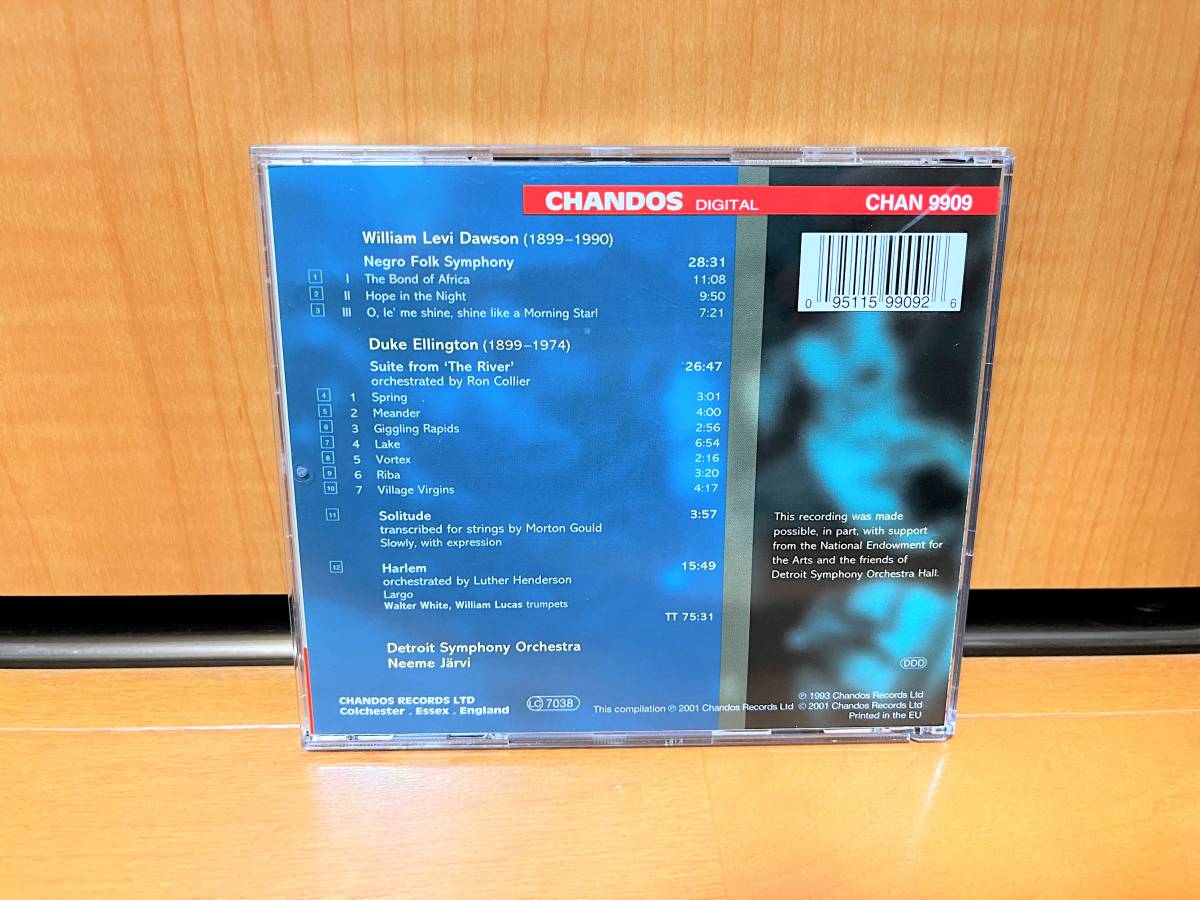 CHANDOS DIGITAL CHAN 9909
William Levi Dawson (1899–1990)
Negro Folk Symphony 28:31
1 I The Bond of Africa 11:08
2 II Hope in the Night 9:50
3 III O, le' me shine, shine like a Morning Star! 7:21
Duke Ellington (1899–1974)
Suite from ‘The River’ 26:47
orchestrated by Ron Collier
4 1 Spring 3:01
5 2 Meander 4:00
6 3 Giggling Rapids 2:56
7 4 Lake 6:54
8 5 Vortex 2:16
9 6 Riba 3:20
10 7 Village Virgins 4:17
11 Solitude 3:57
transcribed for strings by Morton Gould
Slowly, with expression
12 Harlem 15:49
orchestrated by Luther Henderson
Largo
Walter White, William Lucas trumpets
TT 75:31
Detroit Symphony Orchestra
Neeme Järvi
CHANDOS RECORDS LTD
Colchester . Essex . England
LC 7038
0 95115 99092 6
This recording was made
possible, in part, with support
from the National Endowment for
the Arts and the friends of
Detroit Symphony Orchestra Hall.
DDD
℗ 1993 Chandos Records Ltd
This compilation ℗ 2001 Chandos Records Ltd © 2001 Chandos Records Ltd
Printed in the EU